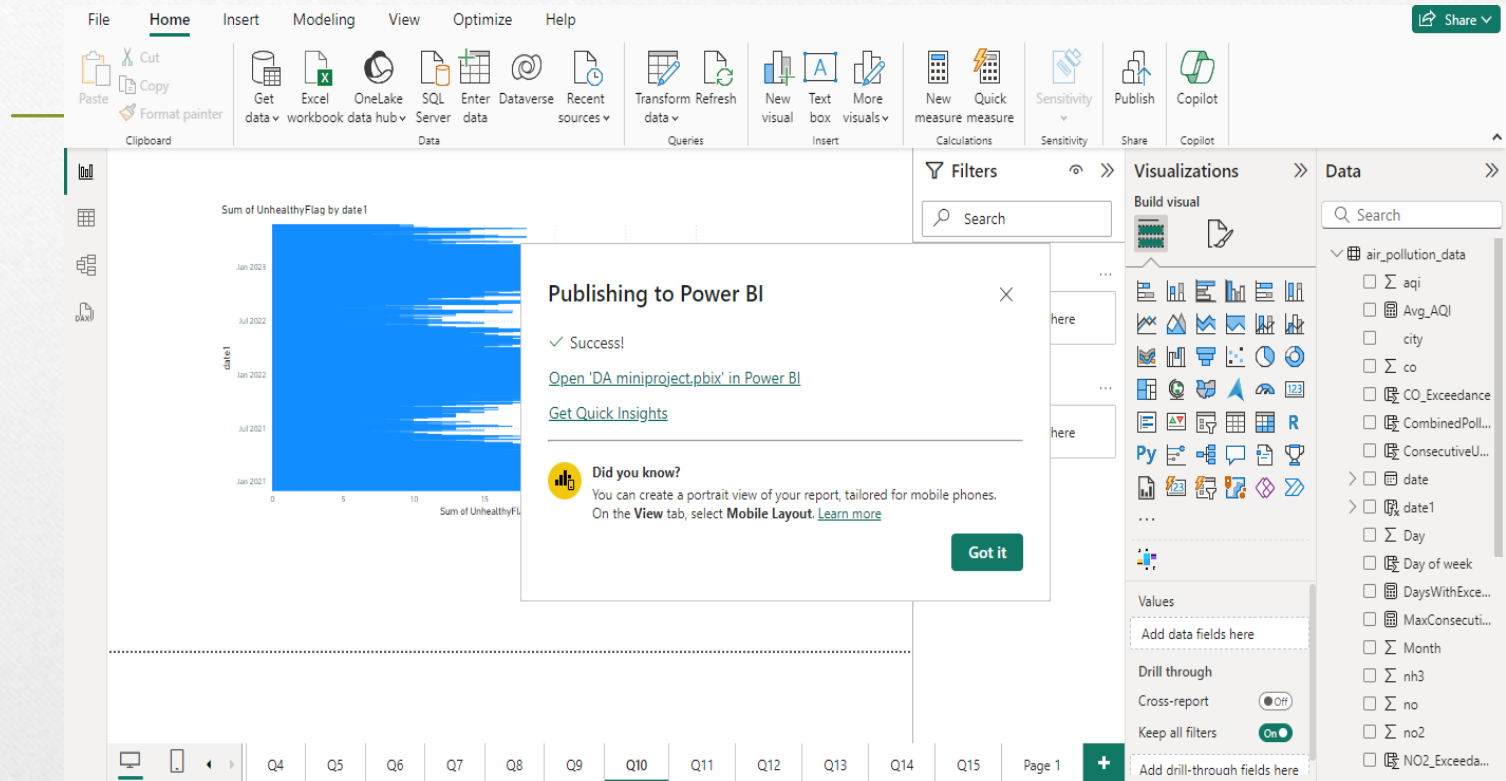 File Home Insert Modeling View Optimize Help
Share
Paste
Cut
Copy
Format painter
Clipboard
Get data
Excel workbook
OneLake data hub
SQL Server
Enter data
Dataverse
Recent sources
Data
Transform data
Refresh
Queries
New visual
Text box
More visuals
Insert
New measure
Quick measure
Calculations
Sensitivity
Sensitivity
Publish
Share
Copilot
Copilot
Sum of UnhealthyFlag by date1
date1
Jan 2023
Jul 2022
Jan 2022
Jul 2021
Jan 2021
0 5 10 15
Sum of UnhealthyFl
Publishing to Power BI
Success!
Open 'DA miniproject.pbix' in Power BI
Get Quick Insights
Did you know?
You can create a portrait view of your report, tailored for mobile phones.
On the View tab, select Mobile Layout. Learn more
Got it
Filters
Search
...
here
...
here
Visualizations
Build visual
123
R
Py
123
...
Values
Add data fields here
Drill through
Cross-report
Off
Keep all filters
On
Add drill-through fields here
Data
Search
air_pollution_data
aqi
Avg_AQI
city
co
CO_Exceedance
CombinedPoll...
ConsecutiveU...
date
date1
Day
Day of week
DaysWithExce...
MaxConsecuti...
Month
nh3
no
no2
NO2_Exceeda...
DAX
Q4 Q5 Q6 Q7 Q8 Q9 Q10 Q11 Q12 Q13 Q14 Q15 Page 1 +